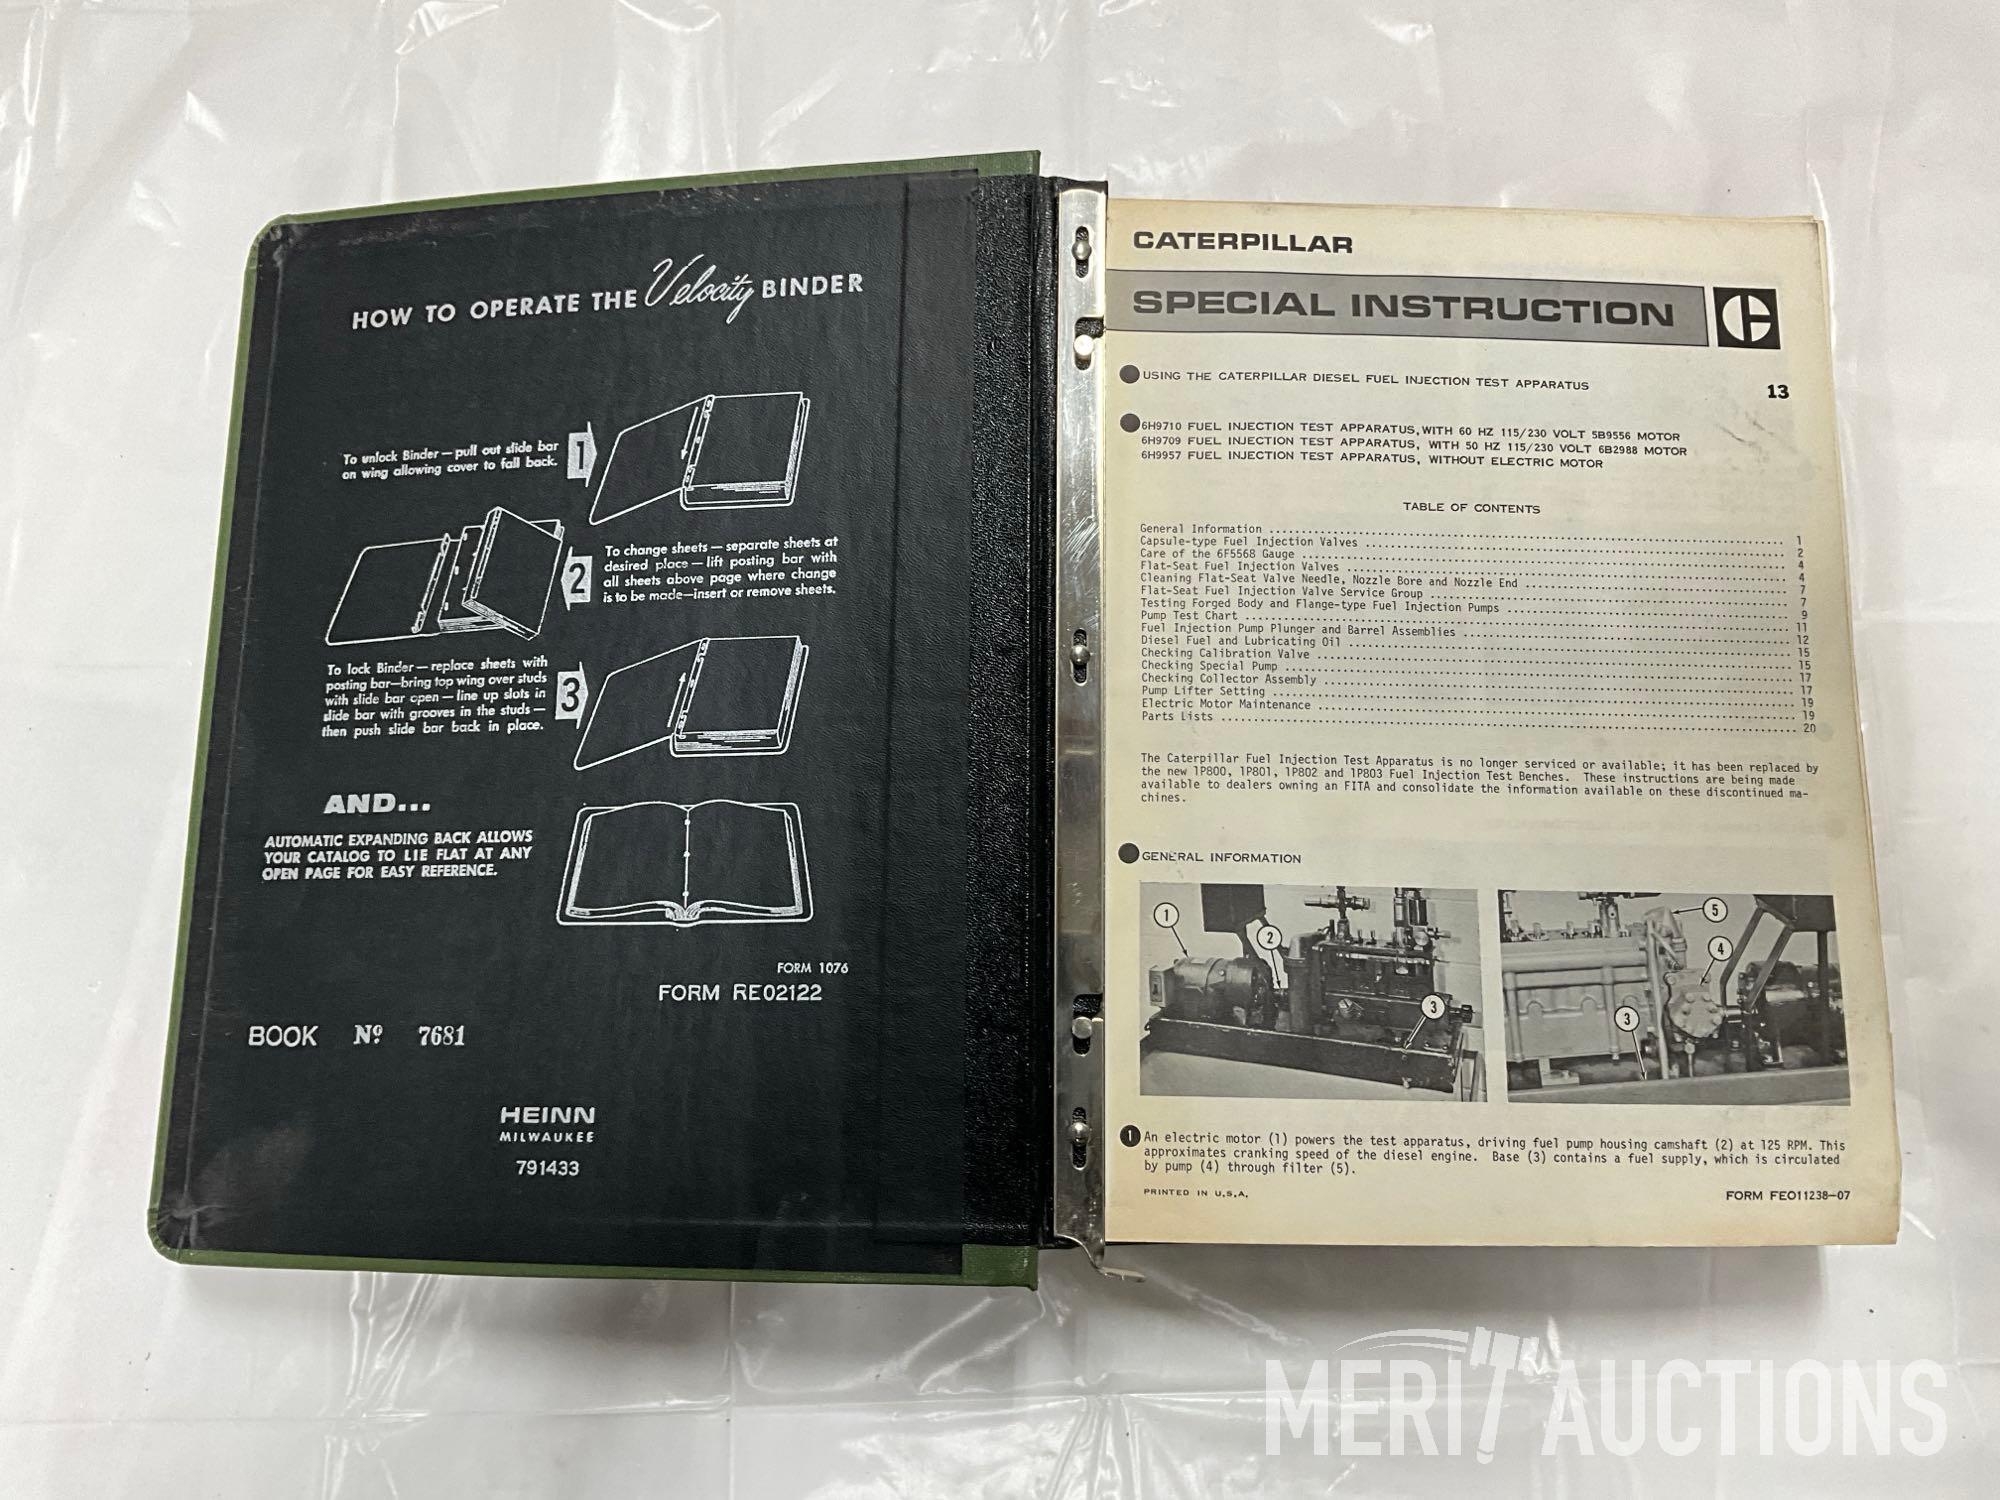 HOW TO OPERATE THE Velocity BINDER
To unlock Binder — pull out slide bar
on wing allowing cover to fall back.
1
2
To change sheets — separate sheets at
desired place — lift posting bar with
all sheets above page where change
is to be made—insert or remove sheets.
To lock Binder — replace sheets with
posting bar—bring top wing over studs
with slide bar open — line up slots in
slide bar with grooves in the studs —
then push slide bar back in place.
3
AND...
AUTOMATIC EXPANDING BACK ALLOWS
YOUR CATALOG TO LIE FLAT AT ANY
OPEN PAGE FOR EASY REFERENCE.
FORM 1076
FORM RE02122
BOOK Nº 7681
HEINN
MILWAUKEE
791433
CATERPILLAR
SPECIAL INSTRUCTION
USING THE CATERPILLAR DIESEL FUEL INJECTION TEST APPARATUS
13
6H9710 FUEL INJECTION TEST APPARATUS, WITH 60 HZ 115/230 VOLT 5B9556 MOTOR
6H9709 FUEL INJECTION TEST APPARATUS, WITH 50 HZ 115/230 VOLT 6B2988 MOTOR
6H9957 FUEL INJECTION TEST APPARATUS, WITHOUT ELECTRIC MOTOR
TABLE OF CONTENTS
General Information ........ 1
Capsule-type Fuel Injection Valves ........ 2
Care of the 6F5568 Gauge ........ 4
Flat-Seat Fuel Injection Valves ........ 4
Cleaning Flat-Seat Valve Needle, Nozzle Bore and Nozzle End ........ 7
Flat-Seat Fuel Injection Valve Service Group ........ 7
Testing Forged Body and Flange-type Fuel Injection Pumps ........ 9
Pump Test Chart ........ 11
Fuel Injection Pump Plunger and Barrel Assemblies ........ 12
Diesel Fuel and Lubricating Oil ........ 15
Checking Calibration Valve ........ 15
Checking Special Pump ........ 17
Checking Collector Assembly ........ 17
Pump Lifter Setting ........ 19
Electric Motor Maintenance ........ 19
Parts Lists ........ 20
The Caterpillar Fuel Injection Test Apparatus is no longer serviced or available; it has been replaced by
the new 1P800, 1P801, 1P802 and 1P803 Fuel Injection Test Benches. These instructions are being made
available to dealers owning an FITA and consolidate the information available on these discontinued ma-
chines.
GENERAL INFORMATION
1
2
3
5
4
3
1 An electric motor (1) powers the test apparatus, driving fuel pump housing camshaft (2) at 125 RPM. This
approximates cranking speed of the diesel engine. Base (3) contains a fuel supply, which is circulated
by pump (4) through filter (5).
PRINTED IN U.S.A.
FORM FEO11238-07
MERIT AUCTIONS